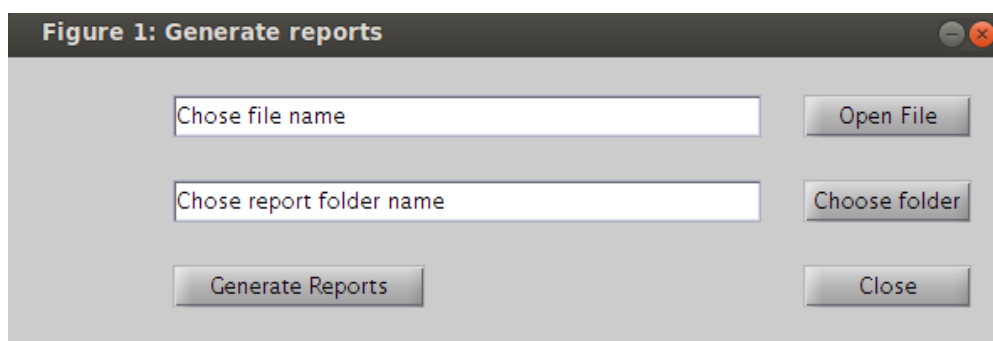 Figure 1: Generate reports
Chose file name
Open File
Chose report folder name
Choose folder
Generate Reports
Close